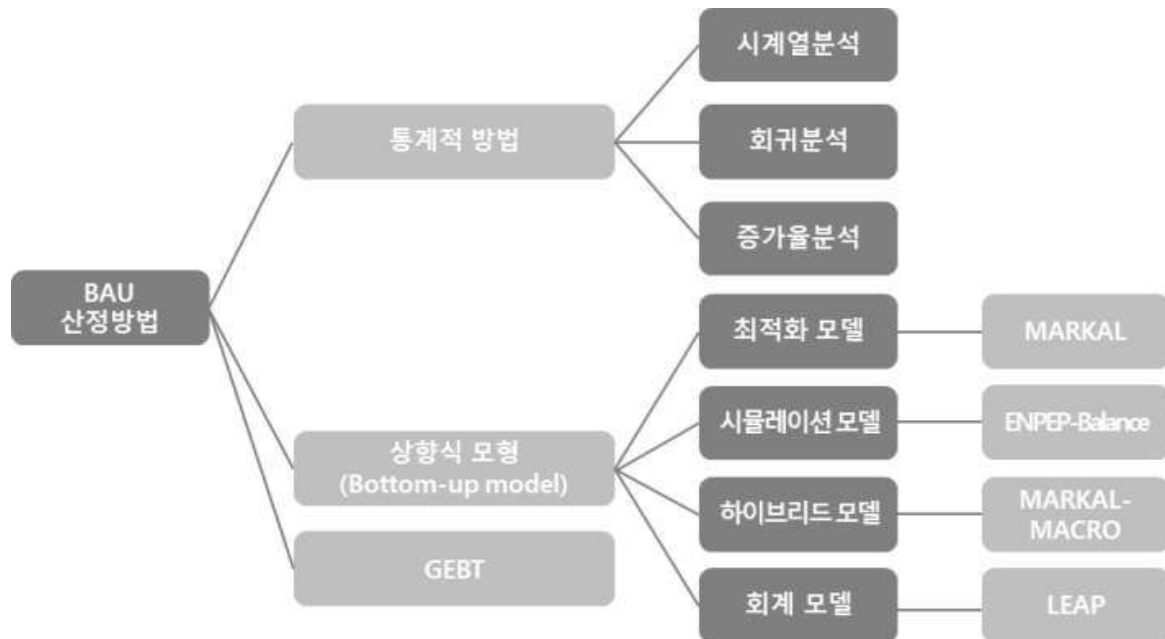 BAU
산정방법
통계적 방법
시계열분석
회귀분석
증가율분석
상향식 모형
(Bottom-up model)
최적화 모델
MARKAL
시뮬레이션 모델
ENPEP-Balance
하이브리드 모델
MARKAL-
MACRO
회계 모델
LEAP
GEBT